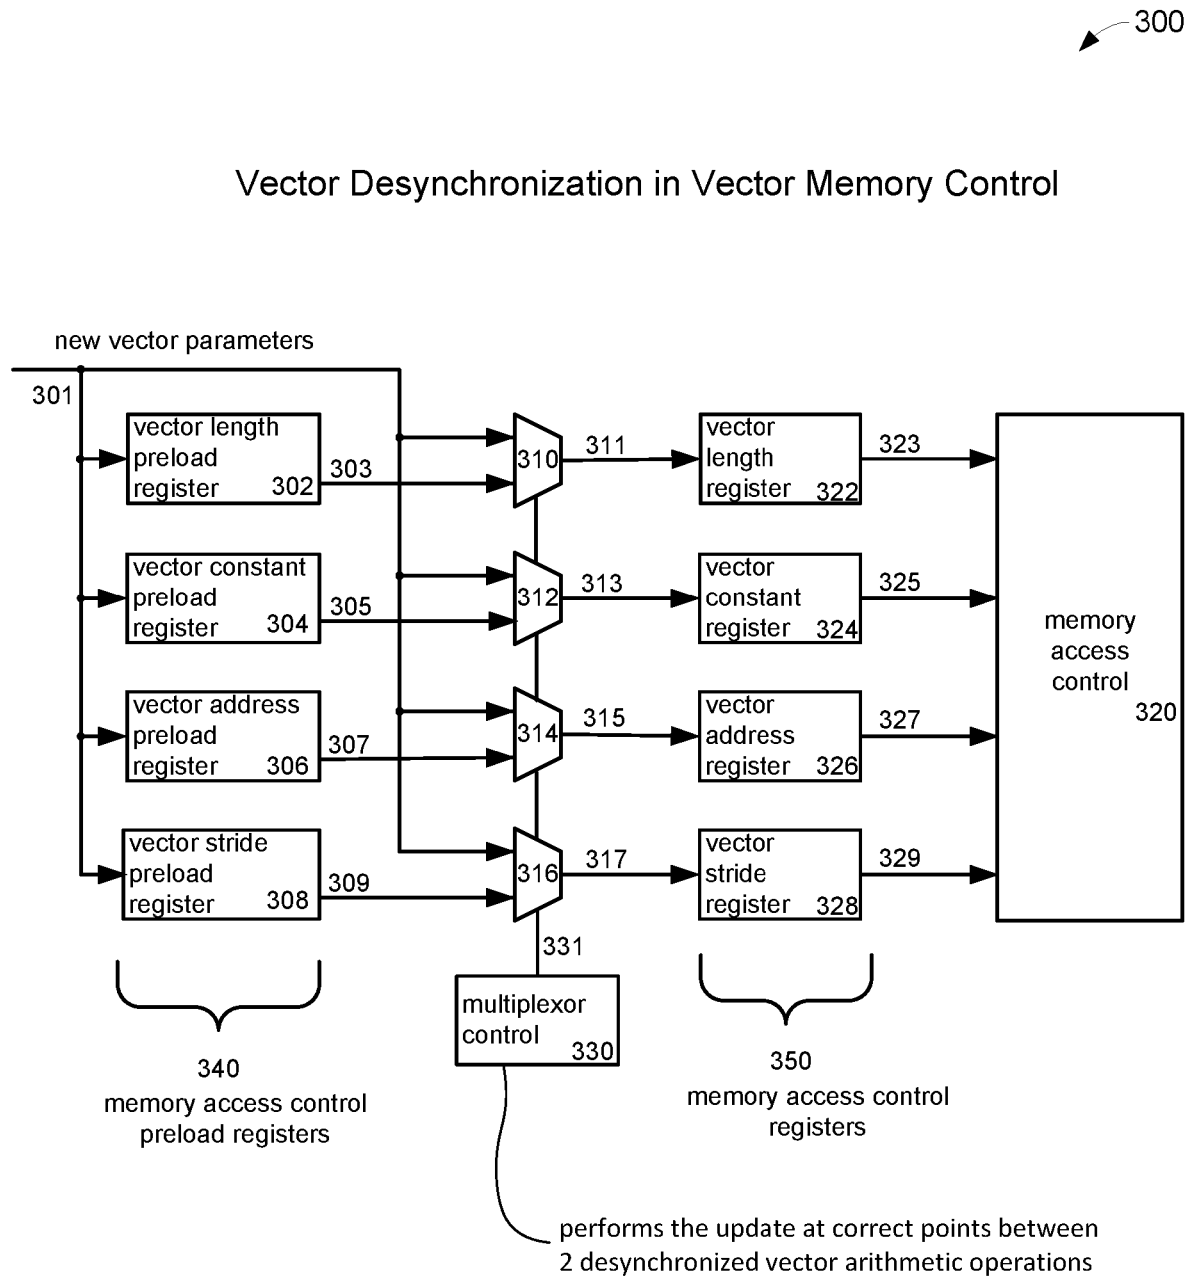 300
Vector Desynchronization in Vector Memory Control
new vector parameters
301
vector length
preload
register 302
303
310
311
vector
length
register 322
323
vector constant
preload
register 304
305
312
313
vector
constant
register 324
325
memory
access
control
320
vector address
preload
register 306
307
314
315
vector
address
register 326
327
vector stride
preload
register 308
309
316
317
vector
stride
register 328
329
331
multiplexor
control
330
340
memory access control
preload registers
350
memory access control
registers
performs the update at correct points between
2 desynchronized vector arithmetic operations